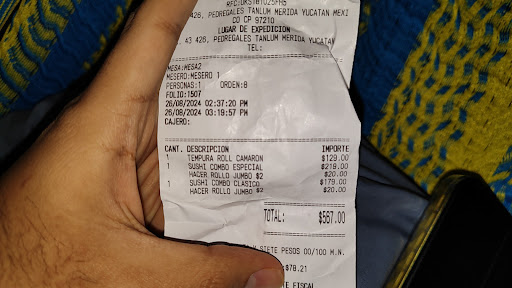 43 426, PEDREGALES TANLUM MERIDA YUCATAN MEXI
CO CP 97210
LUGAR DE EXPEDICION
43 426, PEDREGALES TANLUM MERIDA YUCATAN
TEL:
MESA:MESA2
MESERO:MESERO 1
PERSONAS:1 ORDEN:8
FOLIO:1507
26/08/2024 02:37:20 PM
26/08/2024 03:19:57 PM
CAJERO:
CANT. DESCRIPCION IMPORTE
1 TEMPURA ROLL CAMARON $129.00
1 SUSHI COMBO ESPECIAL $219.00
HACER ROLLO JUMBO $2 $20.00
1 SUSHI COMBO CLASICO $179.00
HACER ROLLO JUMBO $2 $20.00
TOTAL: $567.00
SIETE PESOS 00/100 M.N.
$78.21
FISCAL